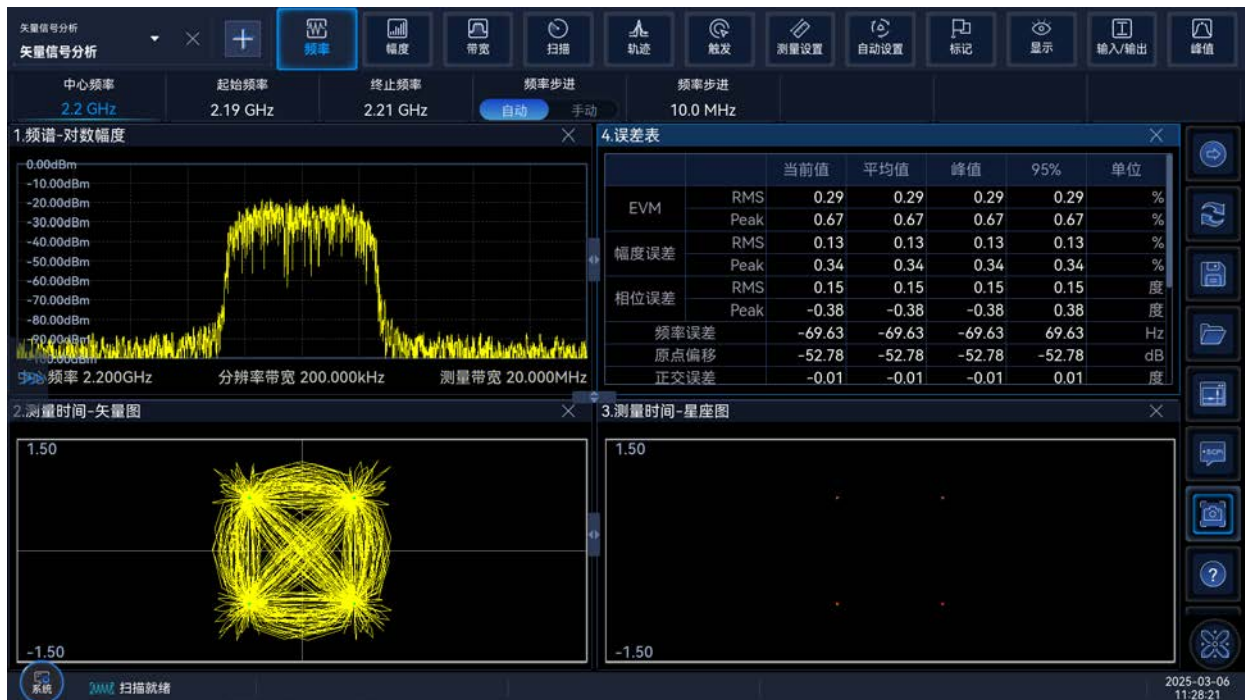 矢量信号分析
矢量信号分析
频率 幅度 带宽 扫描 轨迹 触发 测量设置 自动设置 标记 显示 输入/输出 峰值
中心频率 起始频率 终止频率 频率步进 频率步进
2.2 GHz 2.19 GHz 2.21 GHz 自动 手动 10.0 MHz
1.频谱-对数幅度
0.00dBm
-10.00dBm
-20.00dBm
-30.00dBm
-40.00dBm
-50.00dBm
-60.00dBm
-70.00dBm
-80.00dBm
-90.00dBm
-100.00dBm
中心频率 2.200GHz 分辨率带宽 200.000kHz 测量带宽 20.000MHz
4.误差表
当前值 平均值 峰值 95% 单位
EVM RMS 0.29 0.29 0.29 0.29 %
Peak 0.67 0.67 0.67 0.67 %
幅度误差 RMS 0.13 0.13 0.13 0.13 %
Peak 0.34 0.34 0.34 0.34 %
相位误差 RMS 0.15 0.15 0.15 0.15 度
Peak -0.38 -0.38 -0.38 0.38 度
频率误差 -69.63 -69.63 -69.63 69.63 Hz
原点偏移 -52.78 -52.78 -52.78 -52.78 dB
正交误差 -0.01 -0.01 -0.01 0.01 度
2.测量时间-矢量图
1.50
-1.50
3.测量时间-星座图
1.50
-1.50
系统 扫描就绪
2025-03-06
11:28:21